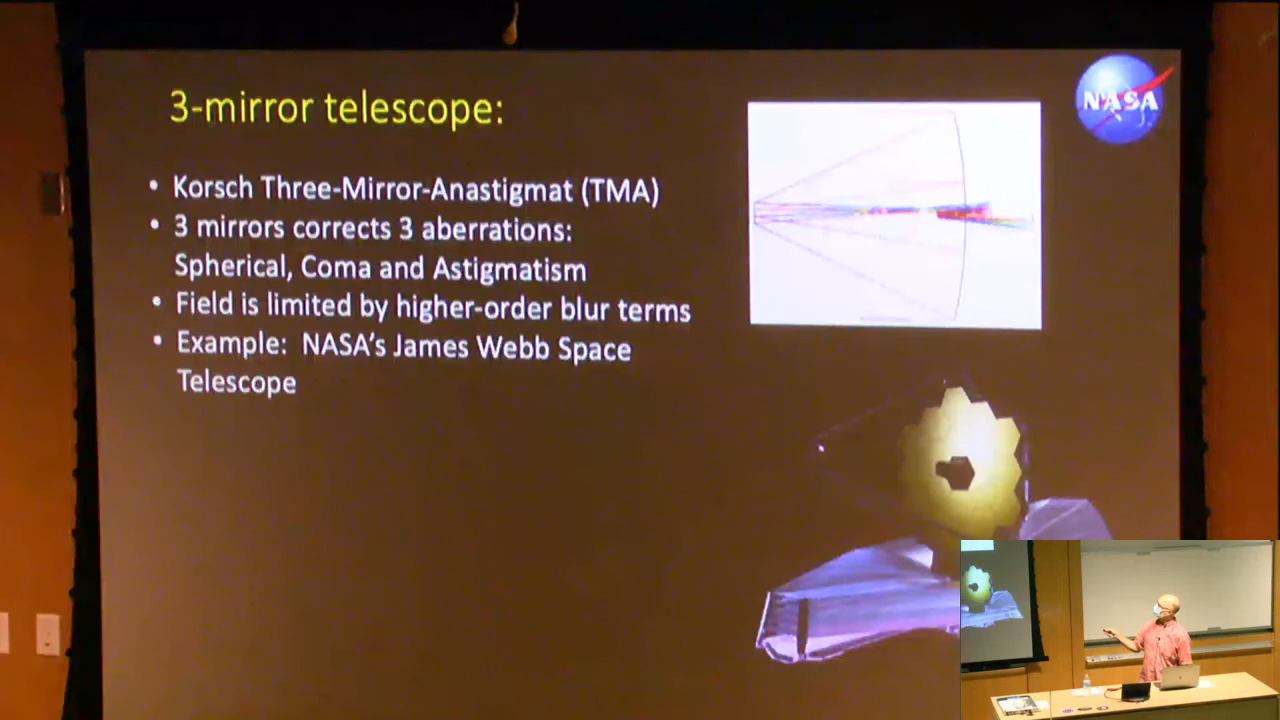 3-mirror telescope:
NASA
• Korsch Three-Mirror-Anastigmat (TMA)
• 3 mirrors corrects 3 aberrations:
Spherical, Coma and Astigmatism
• Field is limited by higher-order blur terms
• Example: NASA's James Webb Space
Telescope